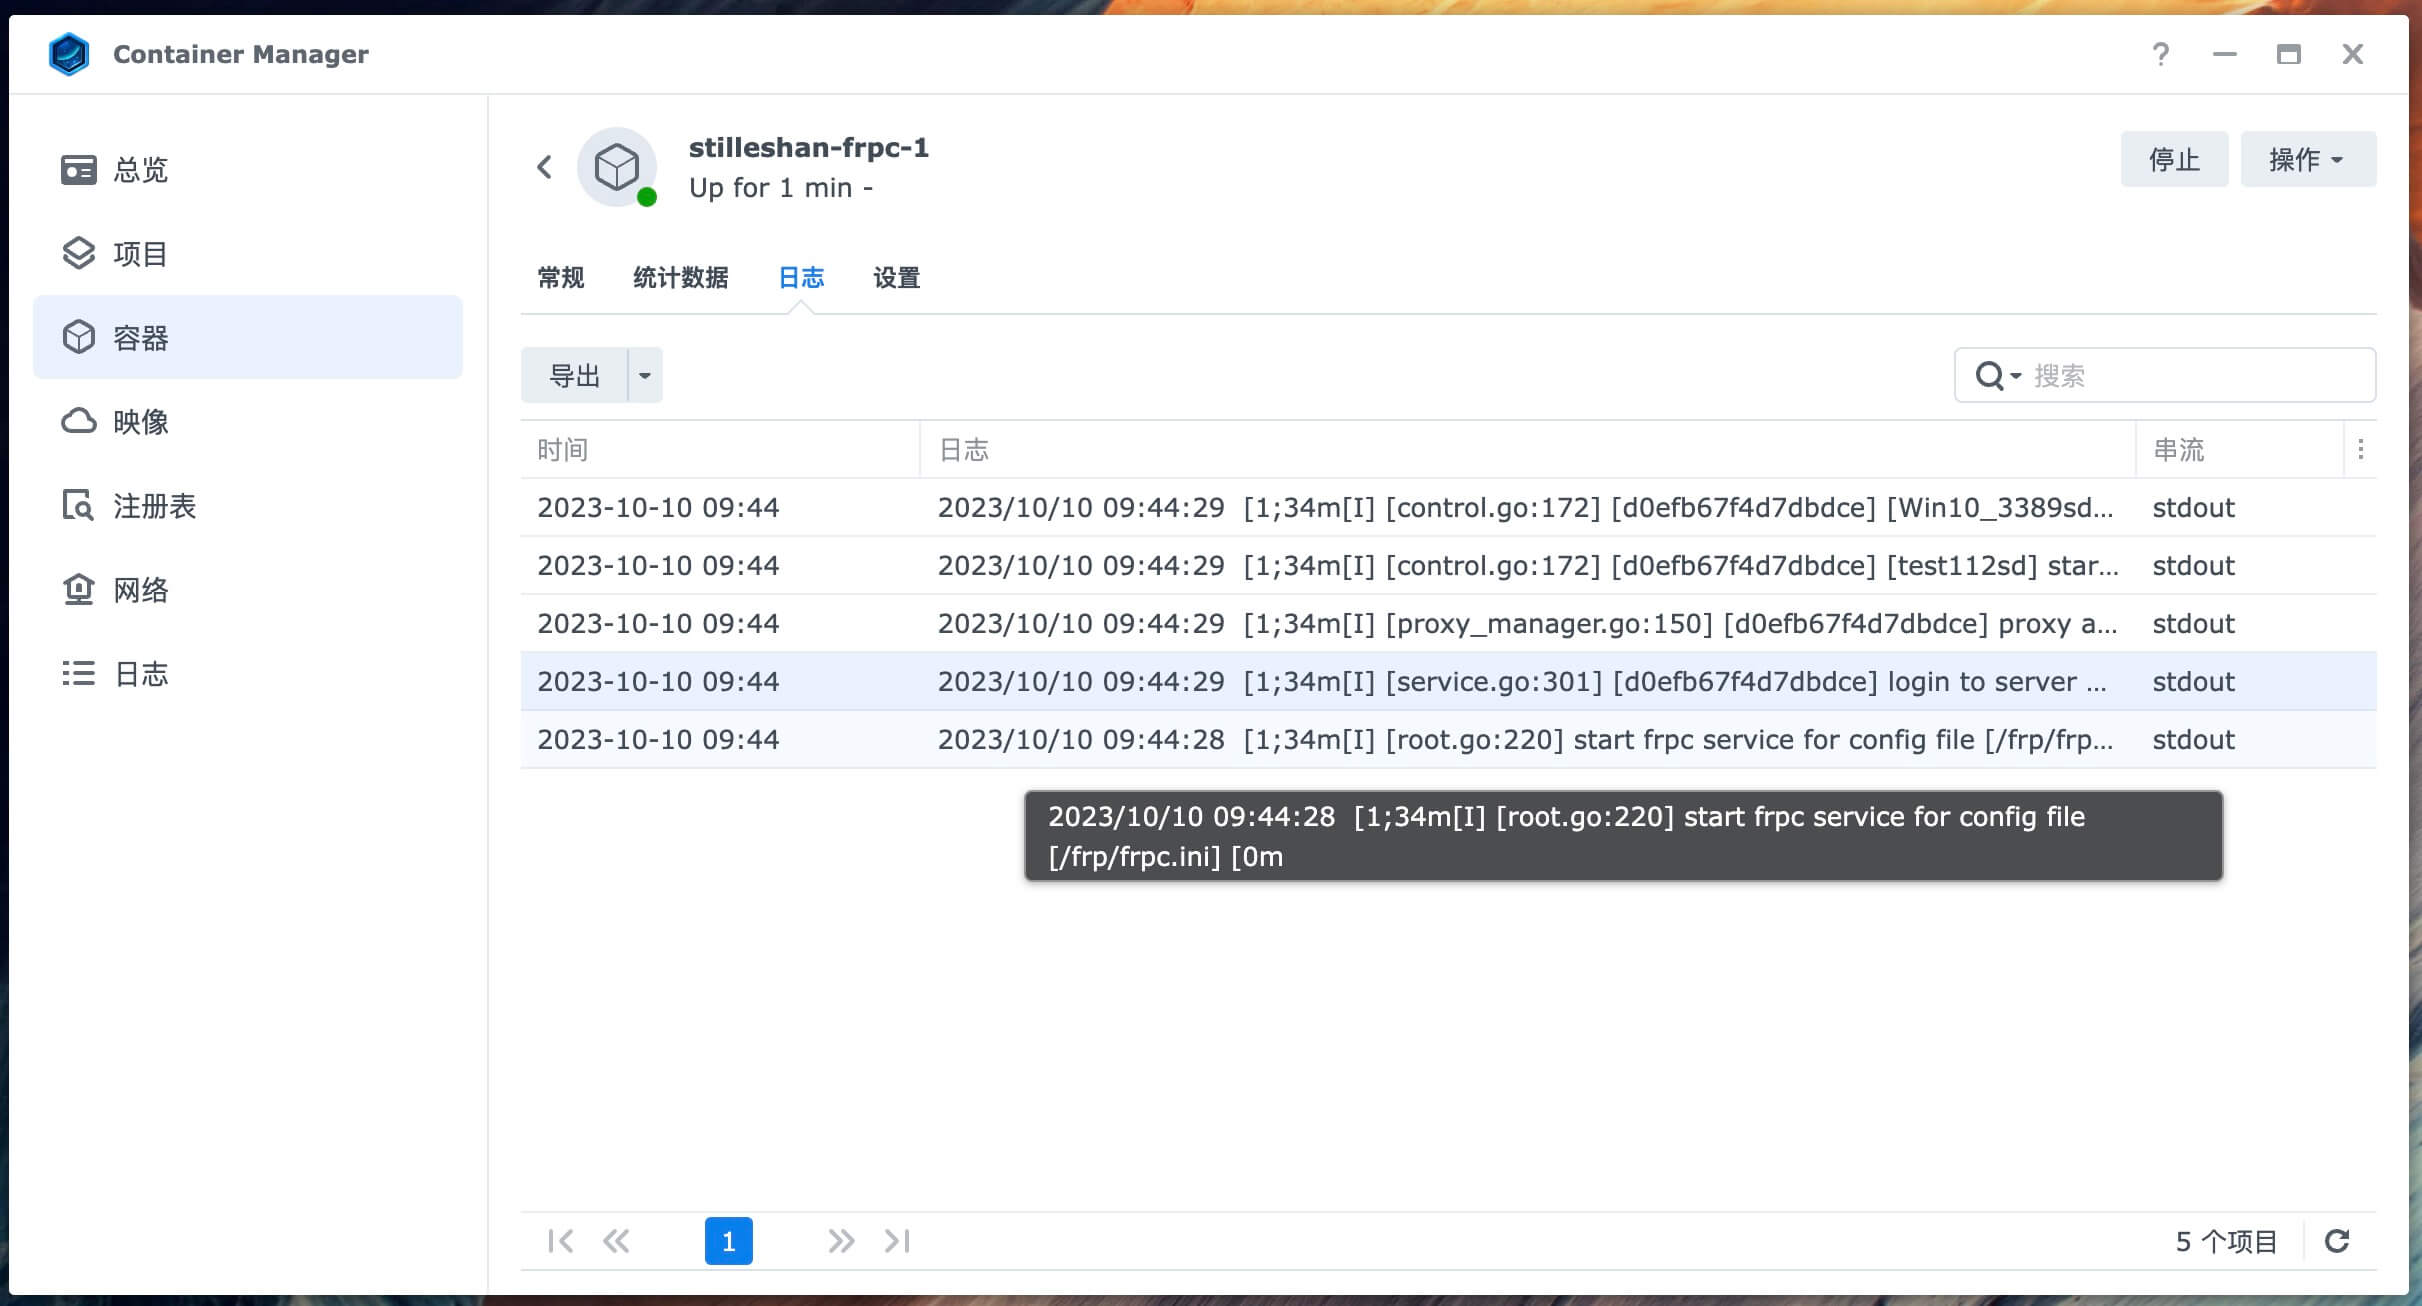 Container Manager
总览
项目
容器
映像
注册表
网络
日志
stilleshan-frpc-1
Up for 1 min -
停止
操作
常规 统计数据 日志 设置
导出
搜索
时间 日志 串流
2023-10-10 09:44 2023/10/10 09:44:29 [1;34m[I] [control.go:172] [d0efb67f4d7dbdce] [Win10_3389sd... stdout
2023-10-10 09:44 2023/10/10 09:44:29 [1;34m[I] [control.go:172] [d0efb67f4d7dbdce] [test112sd] star... stdout
2023-10-10 09:44 2023/10/10 09:44:29 [1;34m[I] [proxy_manager.go:150] [d0efb67f4d7dbdce] proxy a... stdout
2023-10-10 09:44 2023/10/10 09:44:29 [1;34m[I] [service.go:301] [d0efb67f4d7dbdce] login to server ... stdout
2023-10-10 09:44 2023/10/10 09:44:28 [1;34m[I] [root.go:220] start frpc service for config file [/frp/frp... stdout
2023/10/10 09:44:28 [1;34m[I] [root.go:220] start frpc service for config file
[/frp/frpc.ini] [0m
1
5 个项目